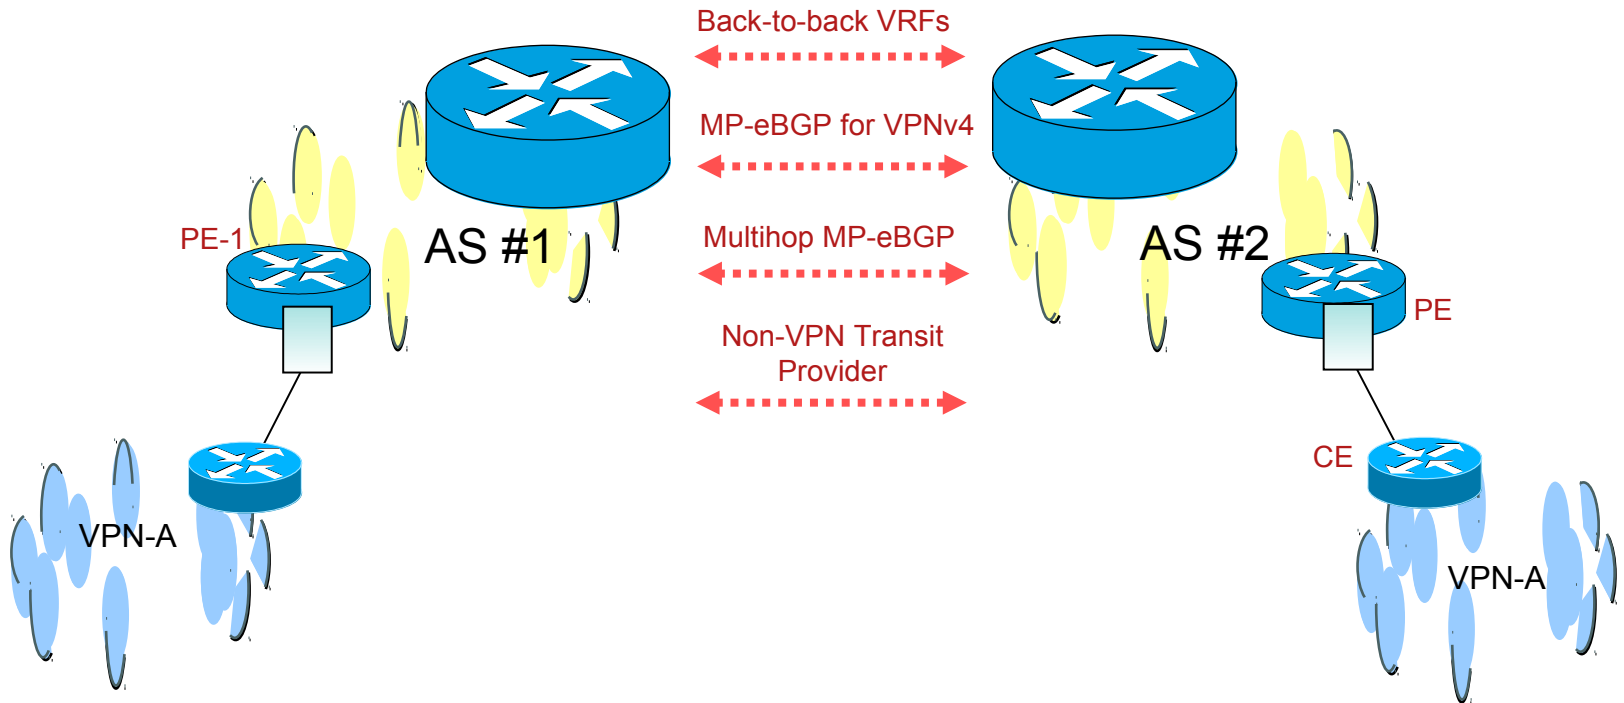 Back-to-back VRFs
MP-eBGP for VPNv4
PE-1
AS #1
Multihop MP-eBGP
AS #2
PE
Non-VPN Transit
Provider
CE
VPN-A
VPN-A